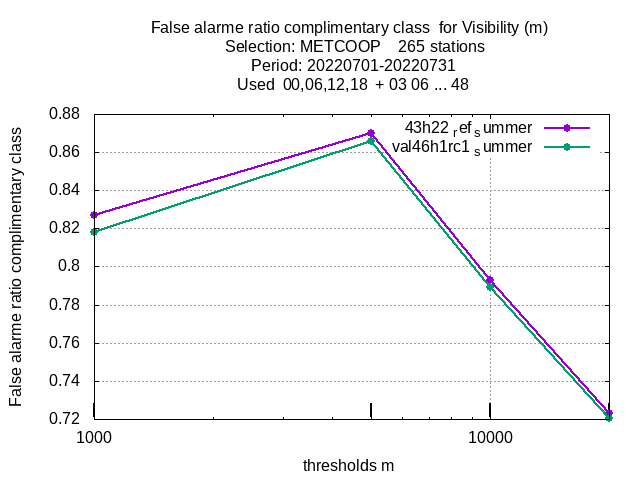 False alarme ratio complimentary class for Visibility (m)
Selection: METCOOP 265 stations
Period: 20220701-20220731
Used 00,06,12,18 + 03 06 ... 48
False alarme ratio complimentary class
0.88
0.86
0.84
0.82
0.8
0.78
0.76
0.74
0.72
43h22 ref summer
val46h1rc1 summer
1000
10000
thresholds m